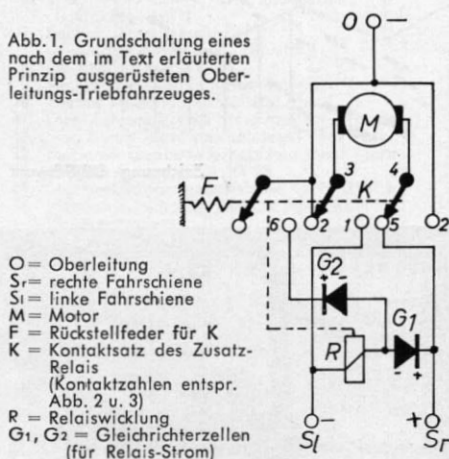 Abb.1. Grundschaltung eines
nach dem im Text erläuterten
Prinzip ausgerüsteten Ober-
leitungs-Triebfahrzeuges.
O −
M
3 4
F K
6 2 1 5 2
G2
+ −
G1
− +
R
− +
Sl Sr
O = Oberleitung
Sr = rechte Fahrschiene
Sl = linke Fahrschiene
M = Motor
F = Rückstellfeder für K
K = Kontaktsatz des Zusatz-
Relais
(Kontaktzahlen entspr.
Abb. 2 u. 3)
R = Relaiswicklung
G1, G2 = Gleichrichterzellen
(für Relais-Strom)